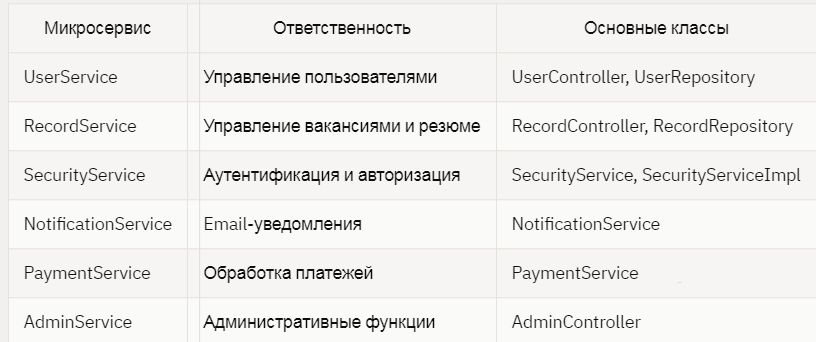 Микросервис Ответственность Основные классы
UserService Управление пользователями UserController, UserRepository
RecordService Управление вакансиями и резюме RecordController, RecordRepository
SecurityService Аутентификация и авторизация SecurityService, SecurityServiceImpl
NotificationService Email-уведомления NotificationService
PaymentService Обработка платежей PaymentService
AdminService Административные функции AdminController